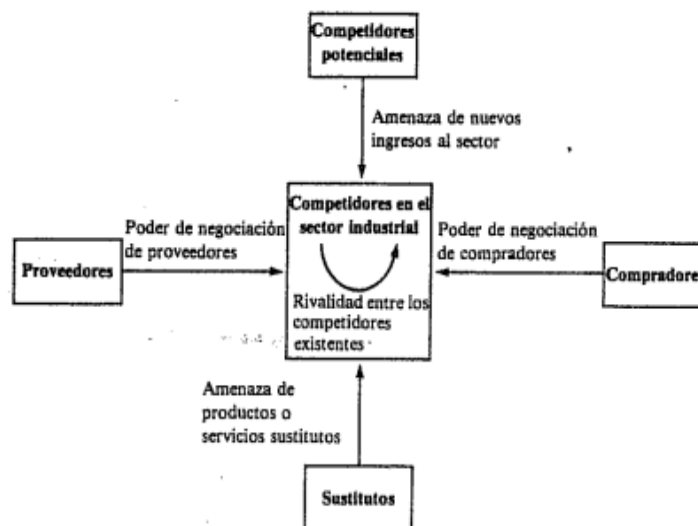 Competidores
potenciales
Amenaza de nuevos
ingresos al sector
Competidores en el
sector industrial
Poder de negociación
de proveedores
Poder de negociación
de compradores
Proveedores
Compradore
Rivalidad entre los
competidores
existentes
Amenaza de
productos o
servicios sustitutos
Sustitutos